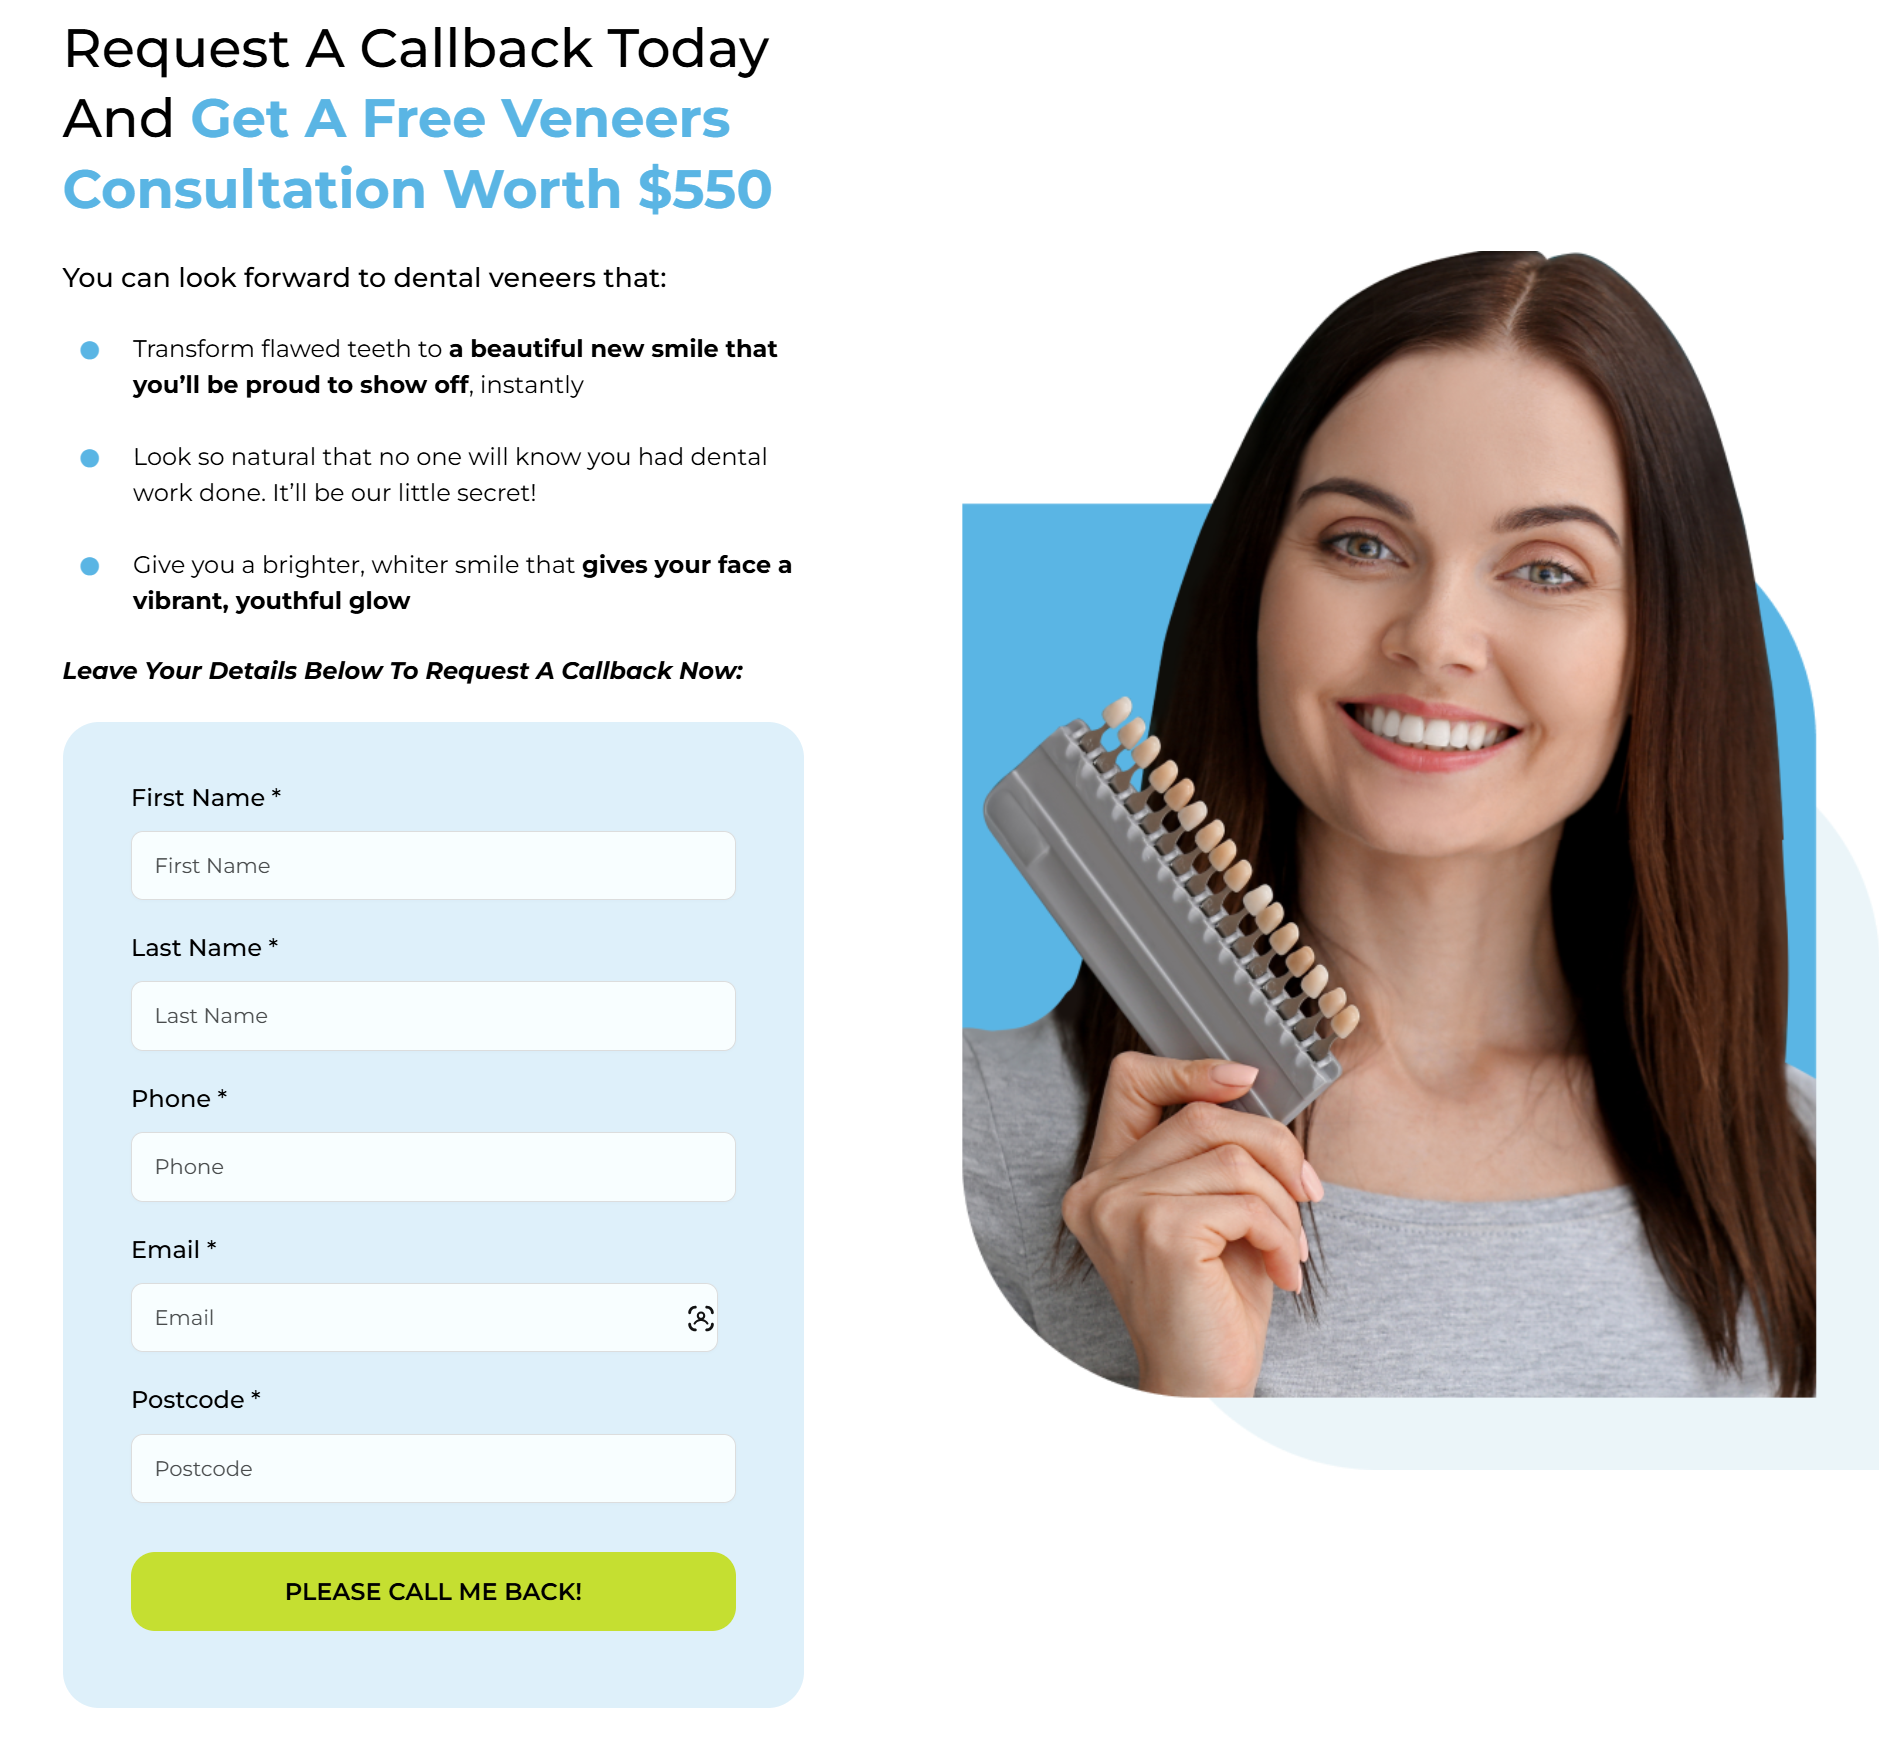 Request A Callback Today
And Get A Free Veneers
Consultation Worth $550
You can look forward to dental veneers that:
Transform flawed teeth to a beautiful new smile that
you’ll be proud to show off, instantly
Look so natural that no one will know you had dental
work done. It’ll be our little secret!
Give you a brighter, whiter smile that gives your face a
vibrant, youthful glow
Leave Your Details Below To Request A Callback Now:
First Name *
First Name
Last Name *
Last Name
Phone *
Phone
Email *
Email
Postcode *
Postcode
PLEASE CALL ME BACK!